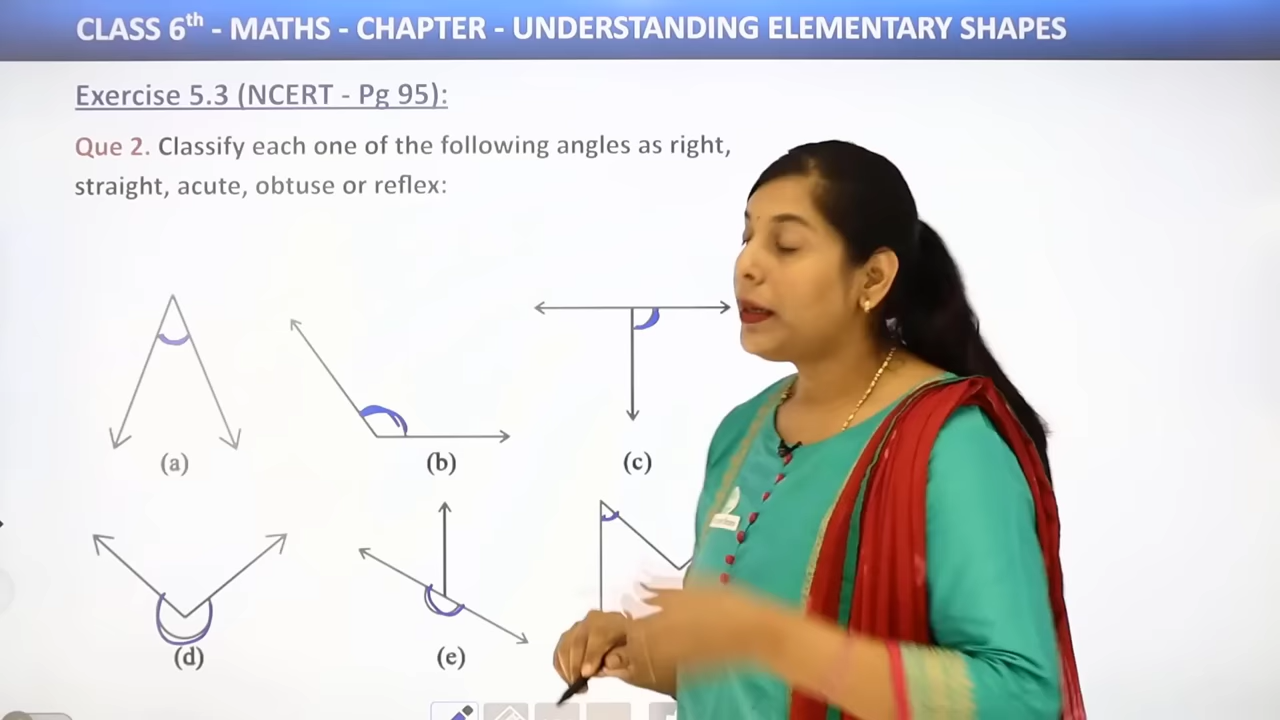 CLASS 6th - MATHS - CHAPTER - UNDERSTANDING ELEMENTARY SHAPES
Exercise 5.3 (NCERT - Pg 95):
Que 2. Classify each one of the following angles as right,
straight, acute, obtuse or reflex:
(a)
(b)
(c)
(d)
(e)